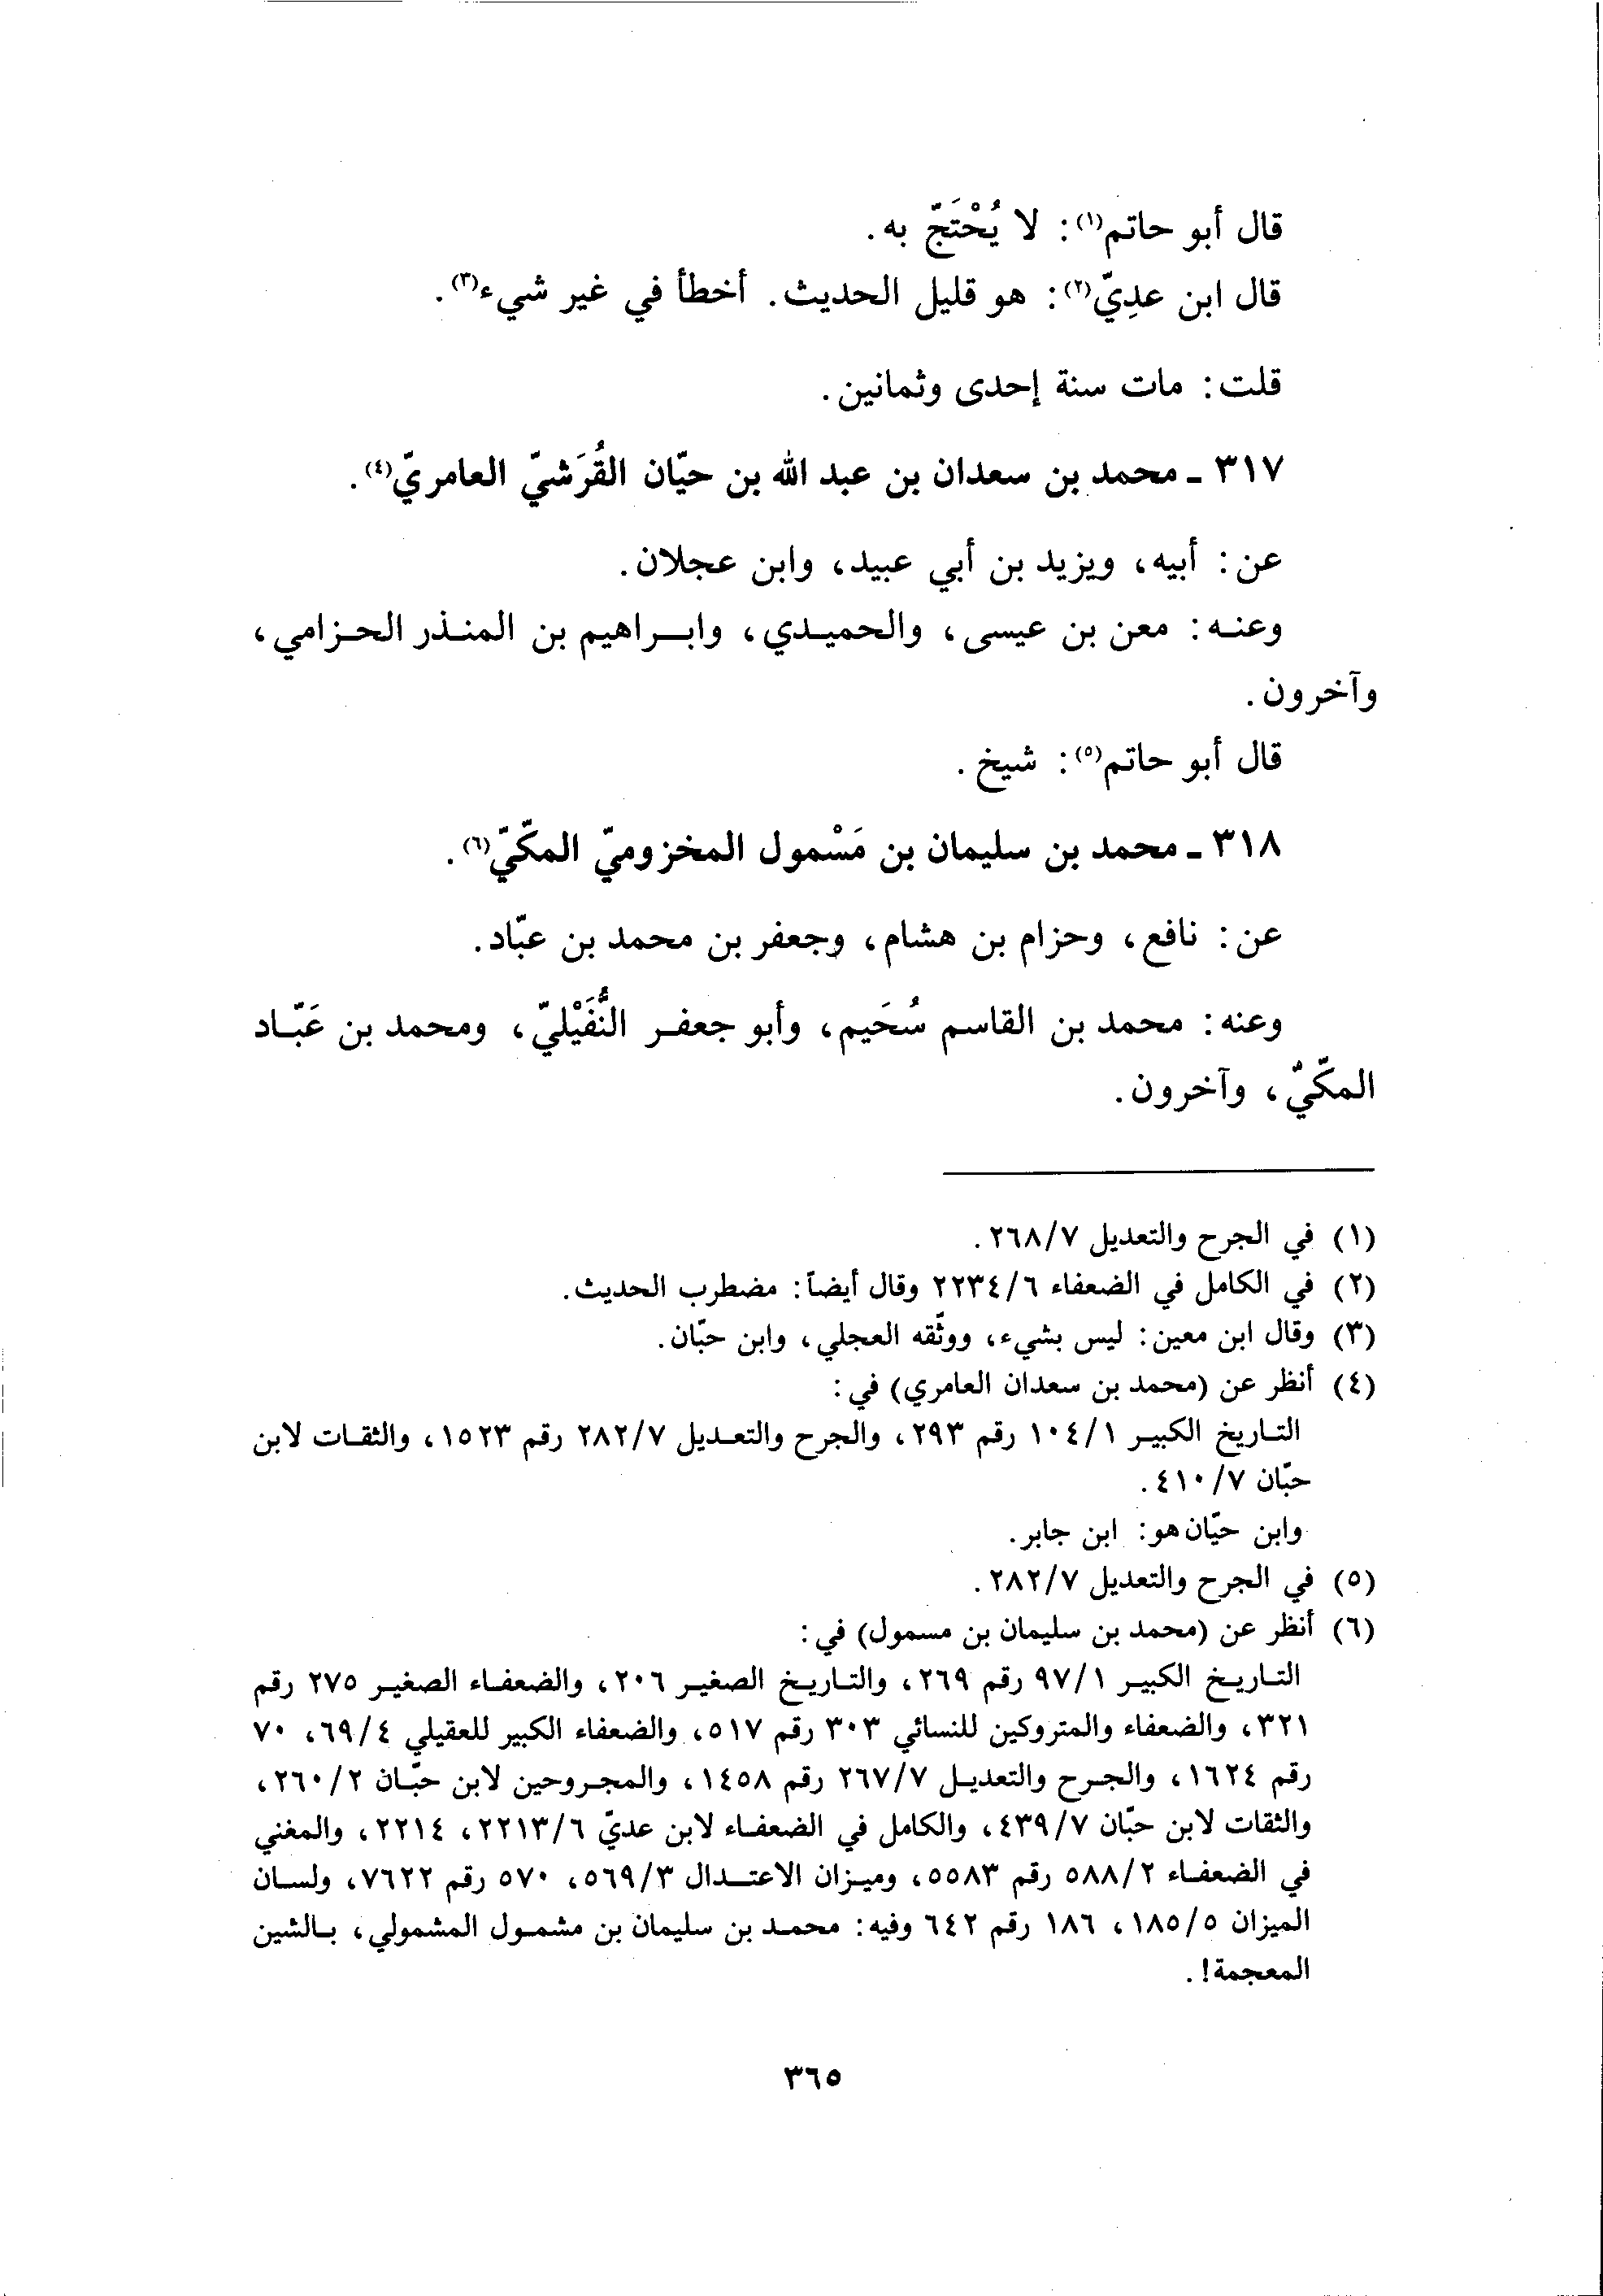 قال أبو حاتم(١): لا يُحْتَجّ به.
قال ابن عدِيّ(٢): هو قليل الحديث. أخطأ في غير شيء(٣).
قلت: مات سنة إحدى وثمانين.
٣١٧ ـ محمد بن سعدان بن عبد الله بن حيّان القُرَشيّ العامريّ(٤).
عن: أبيه، ويزيد بن أبي عبيد، وابن عجلان.
وعنه: معن بن عيسى، والحميدي، وابراهيم بن المنذر الحزامي،
وآخرون.
قال أبو حاتم(٥): شيخ.
٣١٨ ـ محمد بن سليمان بن مَسْمول المخزوميّ المكّيّ(٦).
عن: نافع، وحزام بن هشام، وجعفر بن محمد بن عبّاد.
وعنه: محمد بن القاسم سُحَيم، وأبو جعفر النُّفَيْليّ، ومحمد بن عَبّاد
المكّيّ، وآخرون.
(١) في الجرح والتعديل ٢٦٨/٧.
(٢) في الكامل في الضعفاء ٢٢٣٤/٦ وقال أيضاً: مضطرب الحديث.
(٣) وقال ابن معين: ليس بشيء، ووثّقه العجلي، وابن حبّان.
(٤) أنظر عن (محمد بن سعدان العامري) في:
التاريخ الكبير ١٠٤/١ رقم ٢٩٣، والجرح والتعديل ٢٨٢/٧ رقم ١٥٢٣، والثقات لابن
حبّان ٤١٠/٧.
وابن حيّان هو: ابن جابر.
(٥) في الجرح والتعديل ٢٨٢/٧.
(٦) أنظر عن (محمد بن سليمان بن مسمول) في:
التاريخ الكبير ٩٧/١ رقم ٢٦٩، والتاريخ الصغير ٢٠٦، والضعفاء الصغير ٢٧٥ رقم
٣٢١، والضعفاء والمتروكين للنسائي ٣٠٣ رقم ٥١٧، والضعفاء الكبير للعقيلي ٦٩/٤، ٧٠
رقم ١٦٢٤، والجرح والتعديل ٢٦٧/٧ رقم ١٤٥٨، والمجروحين لابن حبّان ٢٦٠/٢،
والثقات لابن حبّان ٤٣٩/٧، والكامل في الضعفاء لابن عديّ ٢٢١٣/٦، ٢٢١٤، والمغني
في الضعفاء ٥٨٨/٢ رقم ٥٥٨٣، وميزان الاعتدال ٥٦٩/٣، ٥٧٠ رقم ٧٦٢٢، ولسان
الميزان ١٨٥/٥، ١٨٦ رقم ٦٤٢ وفيه: محمد بن سليمان بن مشمول المشمولي، بالشين
المعجمة!.
٣٦٥